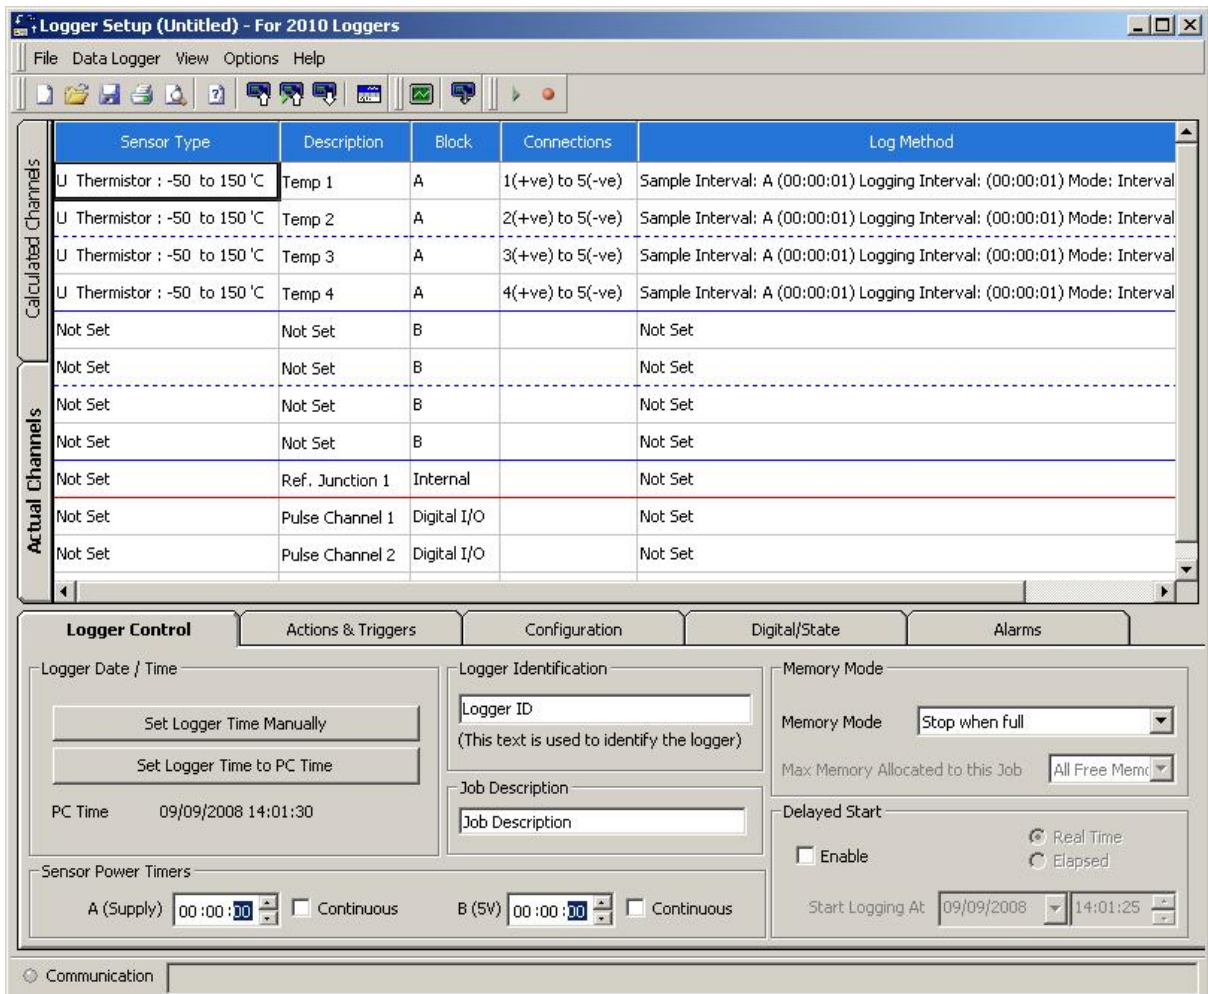 Logger Setup (Untitled) - For 2010 Loggers
File Data Logger View Options Help
Calculated Channels
Actual Channels
Sensor Type Description Block Connections Log Method
U Thermistor : -50 to 150 'C Temp 1 A 1(+ve) to 5(-ve) Sample Interval: A (00:00:01) Logging Interval: (00:00:01) Mode: Interval
U Thermistor : -50 to 150 'C Temp 2 A 2(+ve) to 5(-ve) Sample Interval: A (00:00:01) Logging Interval: (00:00:01) Mode: Interval
U Thermistor : -50 to 150 'C Temp 3 A 3(+ve) to 5(-ve) Sample Interval: A (00:00:01) Logging Interval: (00:00:01) Mode: Interval
U Thermistor : -50 to 150 'C Temp 4 A 4(+ve) to 5(-ve) Sample Interval: A (00:00:01) Logging Interval: (00:00:01) Mode: Interval
Not Set Not Set B Not Set
Not Set Not Set B Not Set
Not Set Not Set B Not Set
Not Set Not Set B Not Set
Not Set Ref. Junction 1 Internal Not Set
Not Set Pulse Channel 1 Digital I/O Not Set
Not Set Pulse Channel 2 Digital I/O Not Set
Logger Control Actions & Triggers Configuration Digital/State Alarms
Logger Date / Time
Set Logger Time Manually
Set Logger Time to PC Time
PC Time 09/09/2008 14:01:30
Logger Identification
Logger ID
(This text is used to identify the logger)
Job Description
Job Description
Memory Mode
Memory Mode Stop when full
Max Memory Allocated to this Job All Free Memo
Delayed Start
Enable
Real Time
Elapsed
Start Logging At 09/09/2008 14:01:25
Sensor Power Timers
A (Supply) 00:00:00 Continuous B (5V) 00:00:00 Continuous
Communication